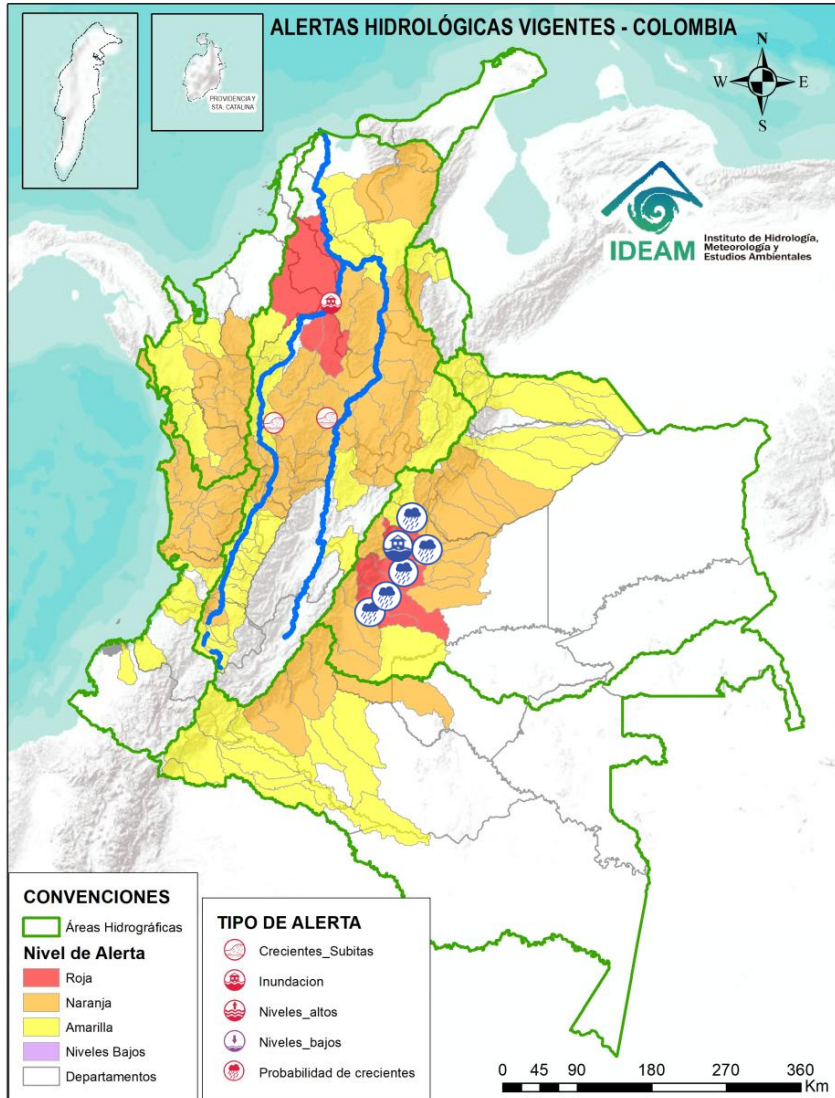 ALERTAS HIDROLÓGICAS VIGENTES - COLOMBIA
PROVIDENCIA Y
STA. CATALINA
N
W
E
S
IDEAM
Instituto de Hidrología,
Meteorología y
Estudios Ambientales
CONVENCIONES
Áreas Hidrográficas
Nivel de Alerta
Roja
Naranja
Amarilla
Niveles Bajos
Departamentos
TIPO DE ALERTA
Crecientes_Subitas
Inundacion
Niveles_altos
Niveles_bajos
Probabilidad de crecientes
0 45 90 180 270 360
Km